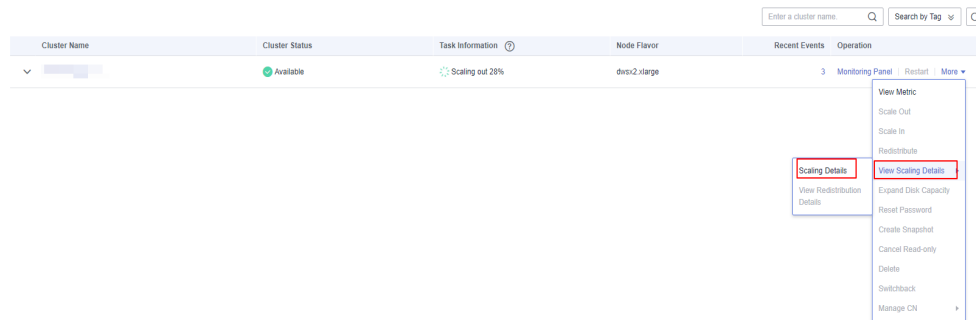 Enter a cluster name.
Search by Tag
Cluster Name Cluster Status Task Information Node Flavor Recent Events Operation
Available Scaling out 28% dwsx2.xlarge 3 Monitoring Panel Restart More
View Metric
Scale Out
Scale In
Redistribute
Scaling Details
View Redistribution
Details
View Scaling Details
Expand Disk Capacity
Reset Password
Create Snapshot
Cancel Read-only
Delete
Switchback
Manage CN